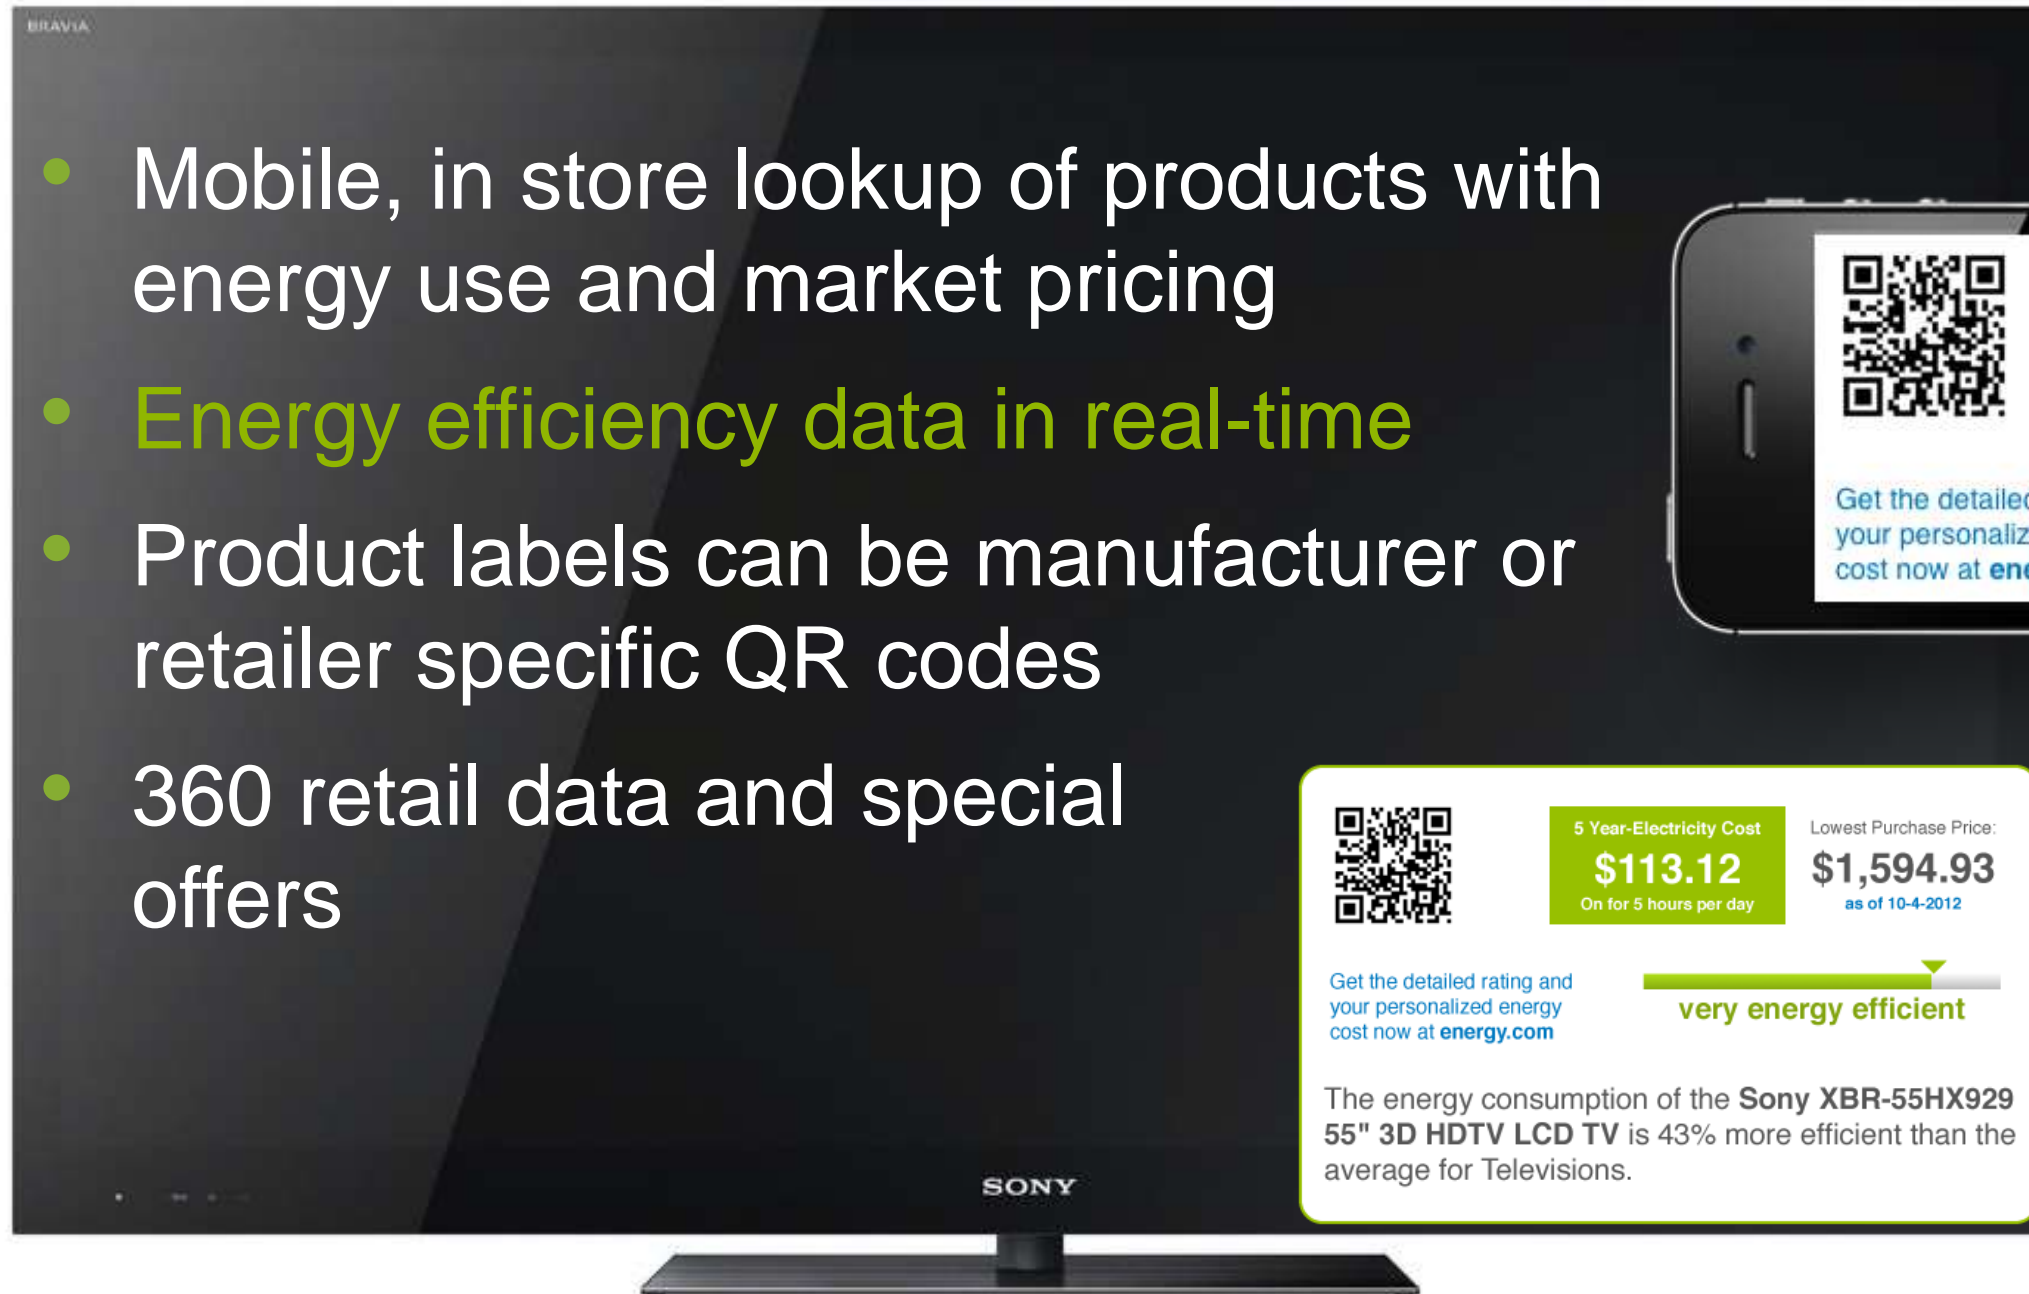 BRAVIA
Mobile, in store lookup of products with
energy use and market pricing
Energy efficiency data in real-time
Product labels can be manufacturer or
retailer specific QR codes
360 retail data and special
offers
Get the detailed
your personaliz
cost now at ene
5 Year-Electricity Cost
$113.12
On for 5 hours per day
Lowest Purchase Price:
$1,594.93
as of 10-4-2012
Get the detailed rating and
your personalized energy
cost now at energy.com
very energy efficient
The energy consumption of the Sony XBR-55HX929
55" 3D HDTV LCD TV is 43% more efficient than the
average for Televisions.
SONY